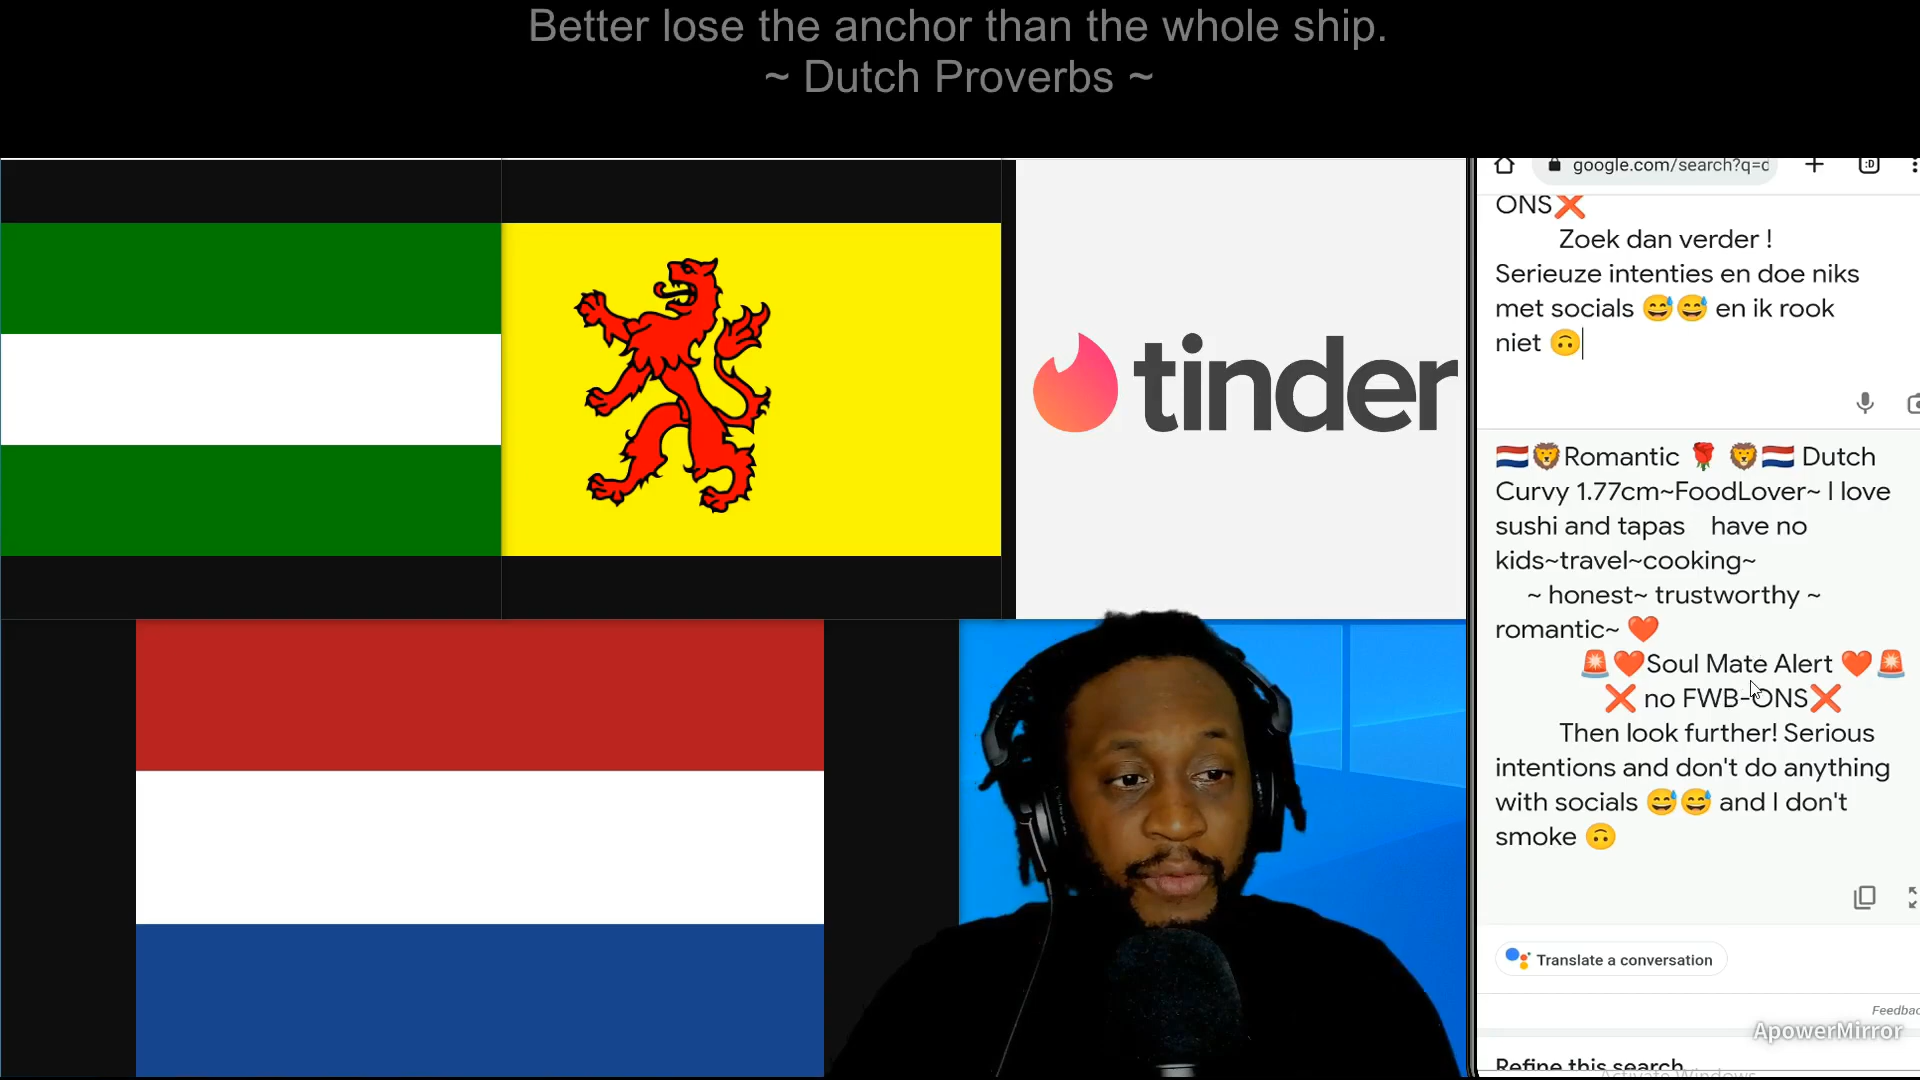 Better lose the anchor than the whole ship.
~ Dutch Proverbs ~
tinder
google.com/search?q=d
ONS❌
Zoek dan verder !
Serieuze intenties en doe niks
met socials 😅😅 en ik rook
niet 🙃
🇳🇱🦁Romantic 🌹 🦁🇳🇱 Dutch
Curvy 1.77cm~FoodLover~ I love
sushi and tapas have no
kids~travel~cooking~
~ honest~ trustworthy ~
romantic~ ❤️
🚨❤️Soul Mate Alert ❤️🚨
❌ no FWB-ONS❌
Then look further! Serious
intentions and don't do anything
with socials 😅😅 and I don't
smoke 🙃
Translate a conversation
Feedbac
ApowerMirror
Refine this search
Activate Windows